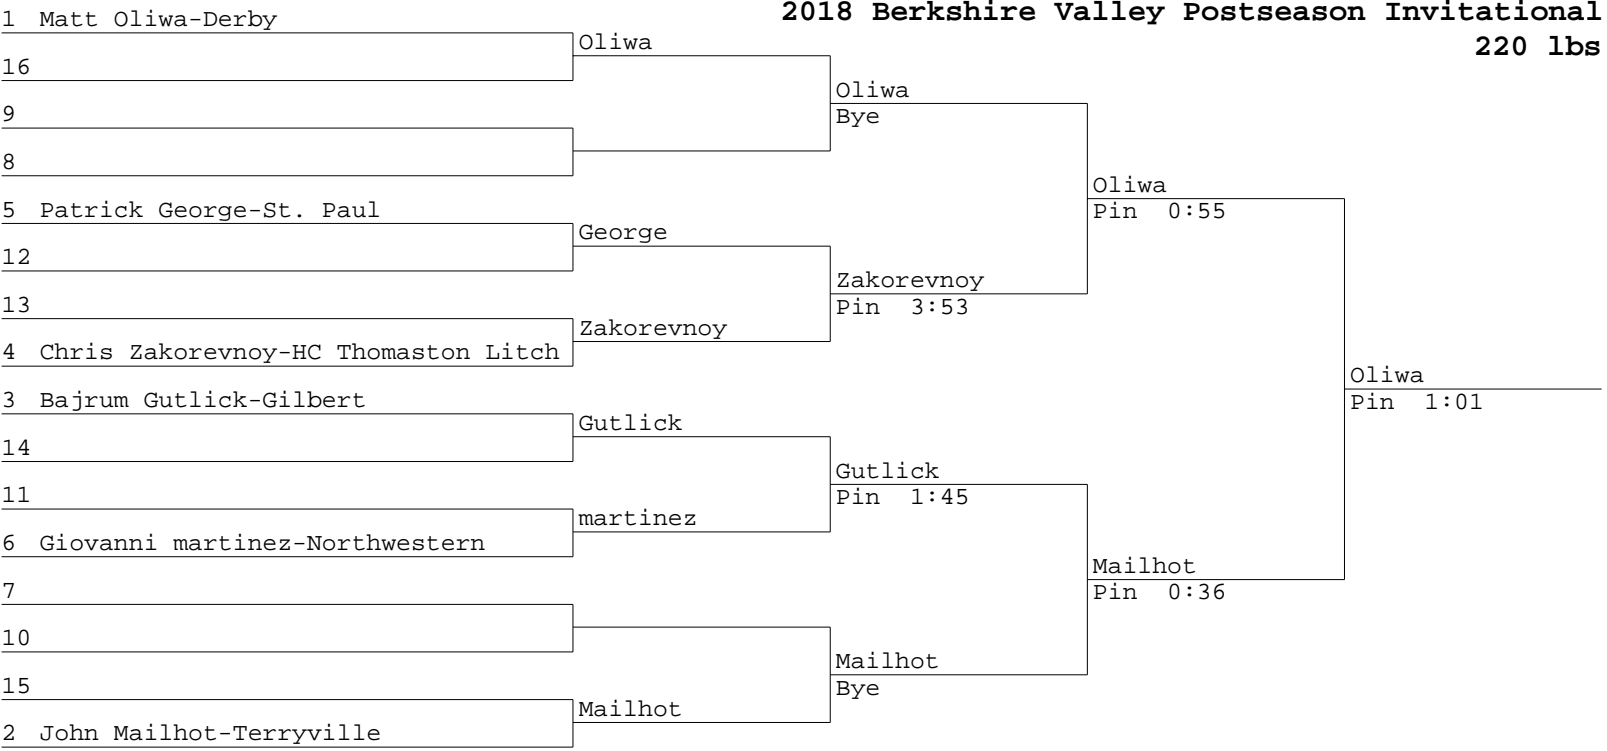 2018 Berkshire Valley Postseason Invitational
220 lbs
1 Matt Oliwa-Derby
16
9
8
5 Patrick George-St. Paul
12
13
4 Chris Zakorevnoy-HC Thomaston Litch
3 Bajrum Gutlick-Gilbert
14
11
6 Giovanni martinez-Northwestern
7
10
15
2 John Mailhot-Terryville
Oliwa
George
Zakorevnoy
Gutlick
martinez
Mailhot
Oliwa
Bye
Zakorevnoy
Pin 3:53
Gutlick
Pin 1:45
Mailhot
Bye
Oliwa
Pin 0:55
Mailhot
Pin 0:36
Oliwa
Pin 1:01